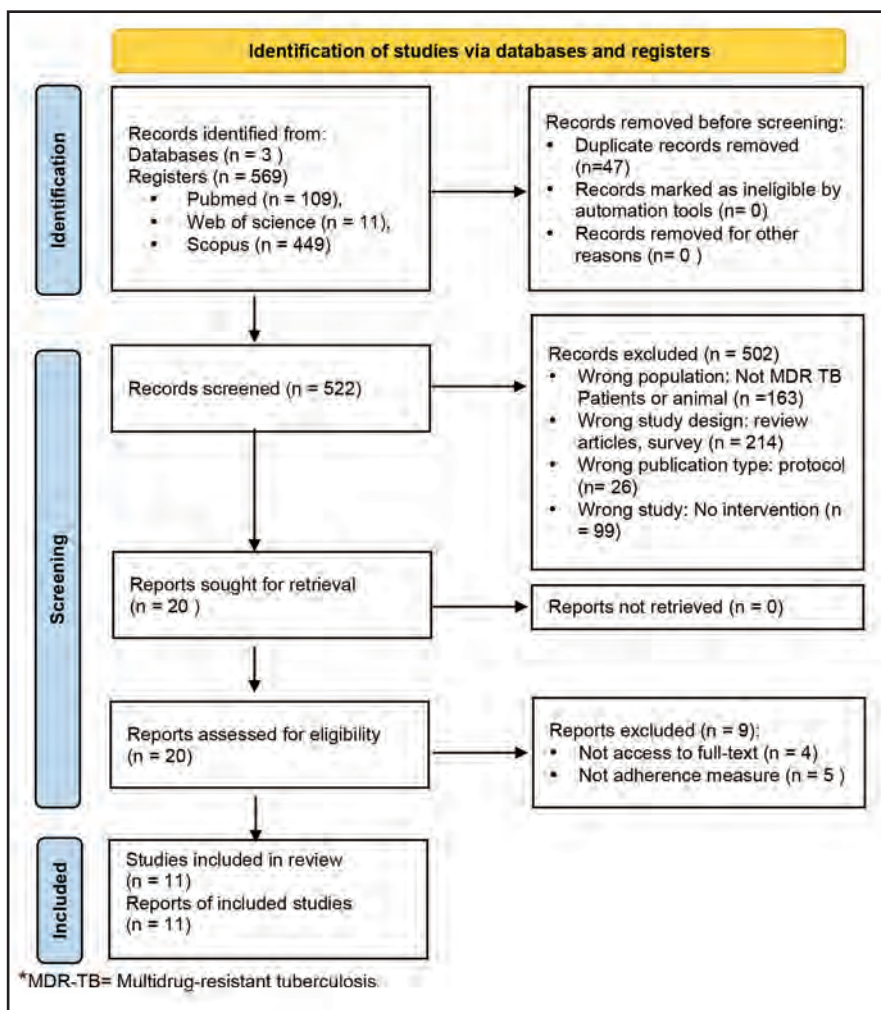 Identification of studies via databases and registers
Identification
Records identified from:
Databases (n = 3 )
Registers (n = 569)
• Pubmed (n = 109),
• Web of science (n = 11),
• Scopus (n = 449)
Records removed before screening:
• Duplicate records removed
(n=47)
• Records marked as ineligible by
automation tools (n= 0)
• Records removed for other
reasons (n= 0 )
Screening
Records screened (n = 522)
Records excluded (n = 502)
• Wrong population: Not MDR TB
Patients or animal (n =163)
• Wrong study design: review
articles, survey (n = 214)
• Wrong publication type: protocol
(n= 26)
• Wrong study: No intervention (n
= 99)
Reports sought for retrieval
(n = 20 )
Reports not retrieved (n = 0)
Reports assessed for eligibility
(n = 20)
Reports excluded (n = 9):
• Not access to full-text (n = 4)
• Not adherence measure (n = 5 )
Included
Studies included in review
(n = 11)
Reports of included studies
(n = 11)
*MDR-TB= Multidrug-resistant tuberculosis.